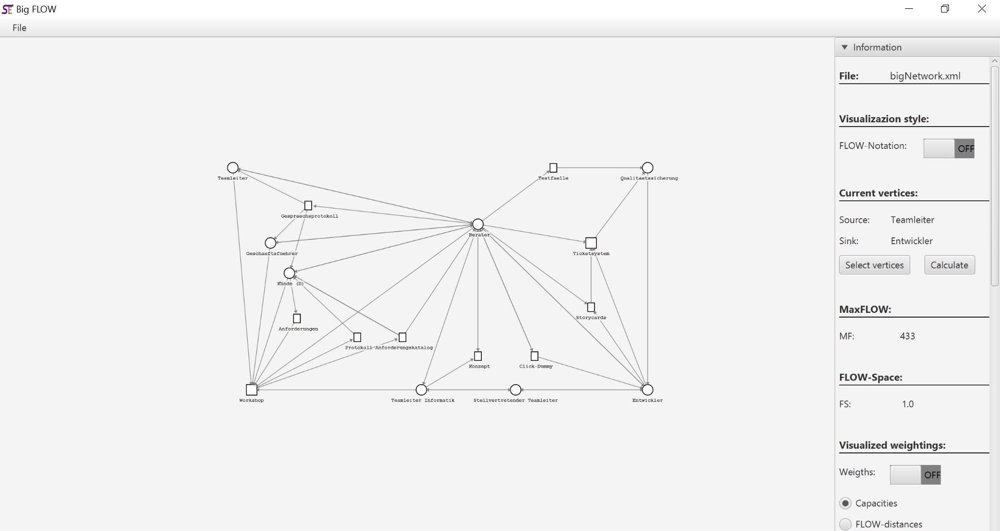 SE Big FLOW
File
Information
File: bigNetwork.xml
Visualizazion style:
FLOW-Notation: OFF
Current vertices:
Source: Teamleiter
Sink: Entwickler
Select vertices Calculate
MaxFLOW:
MF: 433
FLOW-Space:
FS: 1.0
Visualized weightings:
Weigths: OFF
Capacities
FLOW-distances
Teamleiter
Testfaelle
Qualitaetssicherung
Gespraechsprotokoll
Berater
Geschaeftsfuehrer
Ticketsystem
Kunde (D)
Storycards
Anforderungen
Protokoll
Anforderungskatalog
Konzept
Click-Dummy
Workshop
Teamleiter Informatik
Stellvertretender Teamleiter
Entwickler